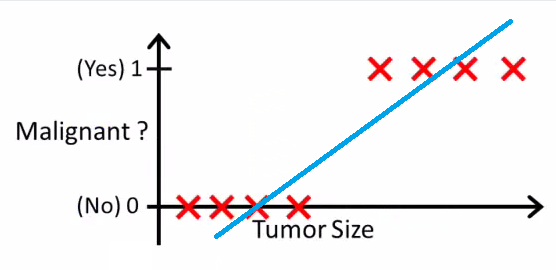 (Yes) 1
Malignant ?
(No) 0
Tumor Size